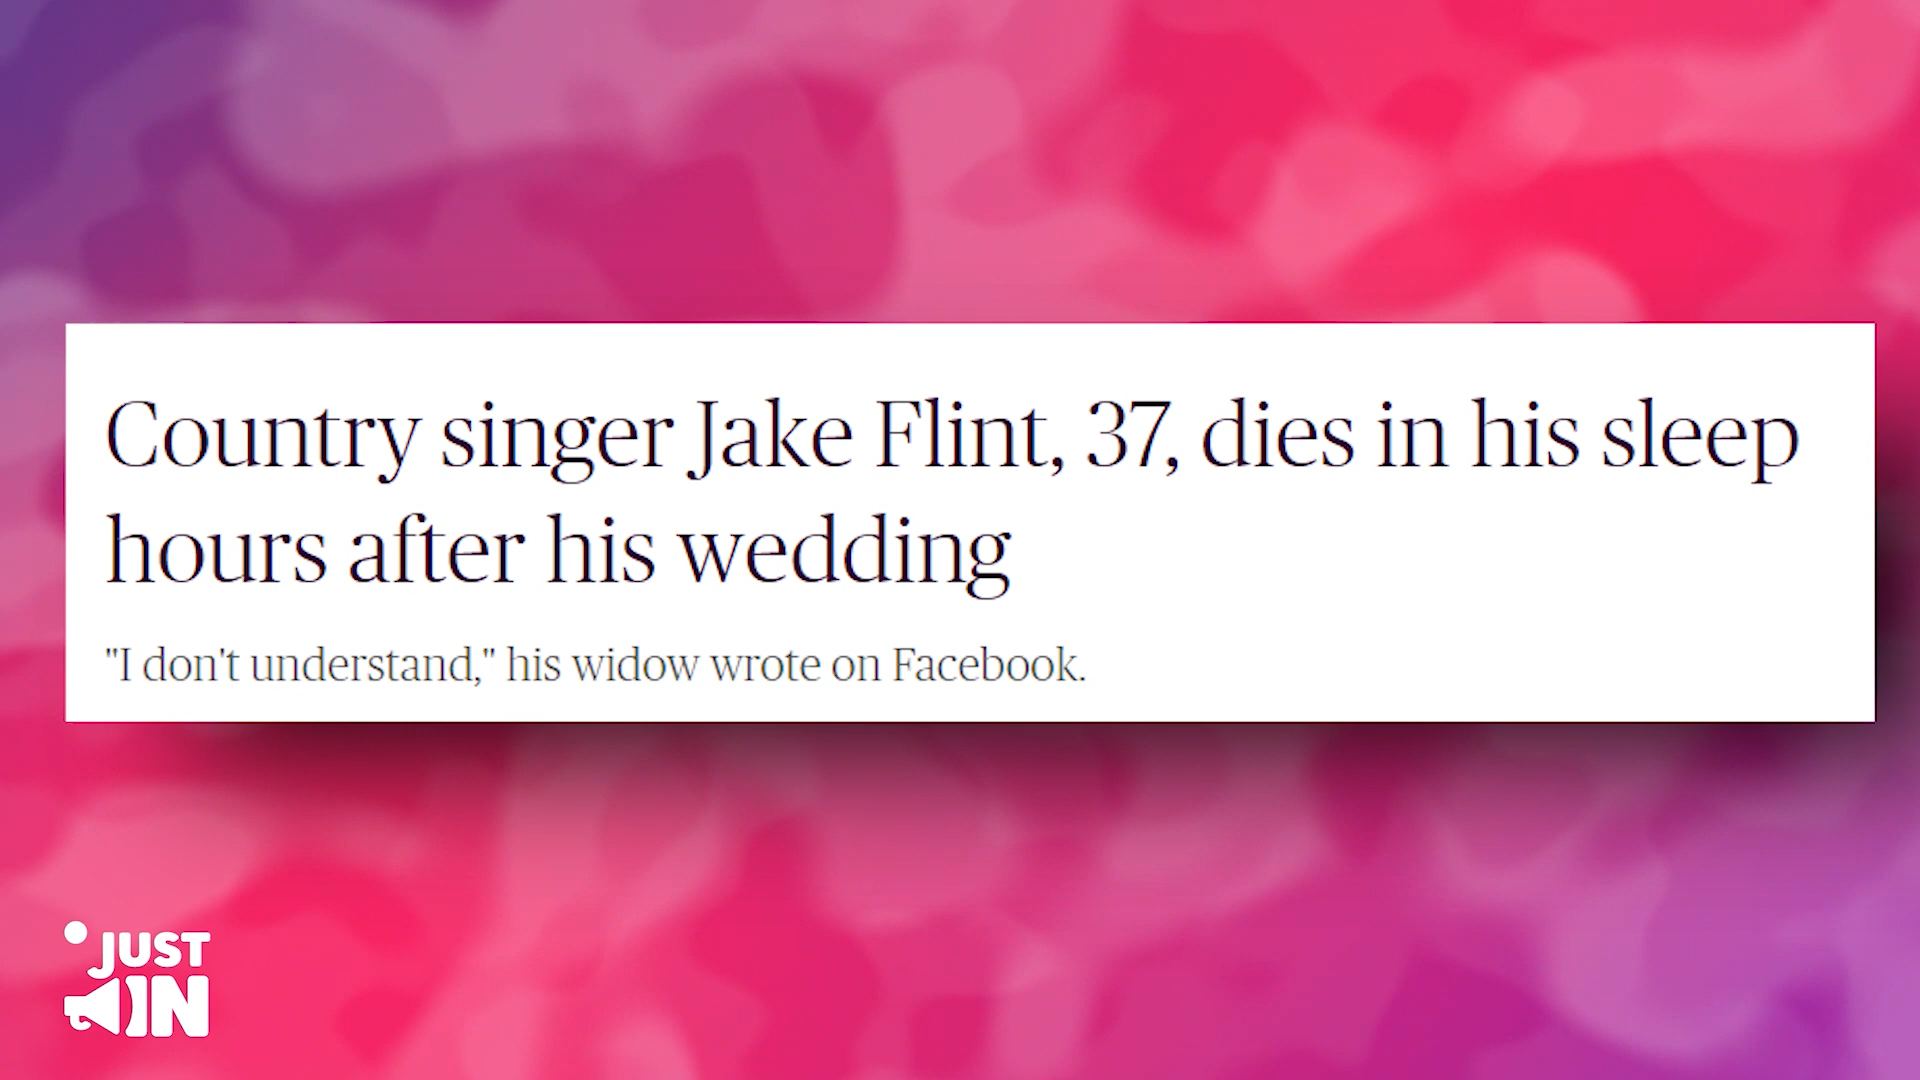 Country singer Jake Flint, 37, dies in his sleep
hours after his wedding
"I don't understand," his widow wrote on Facebook.
JUST
IN